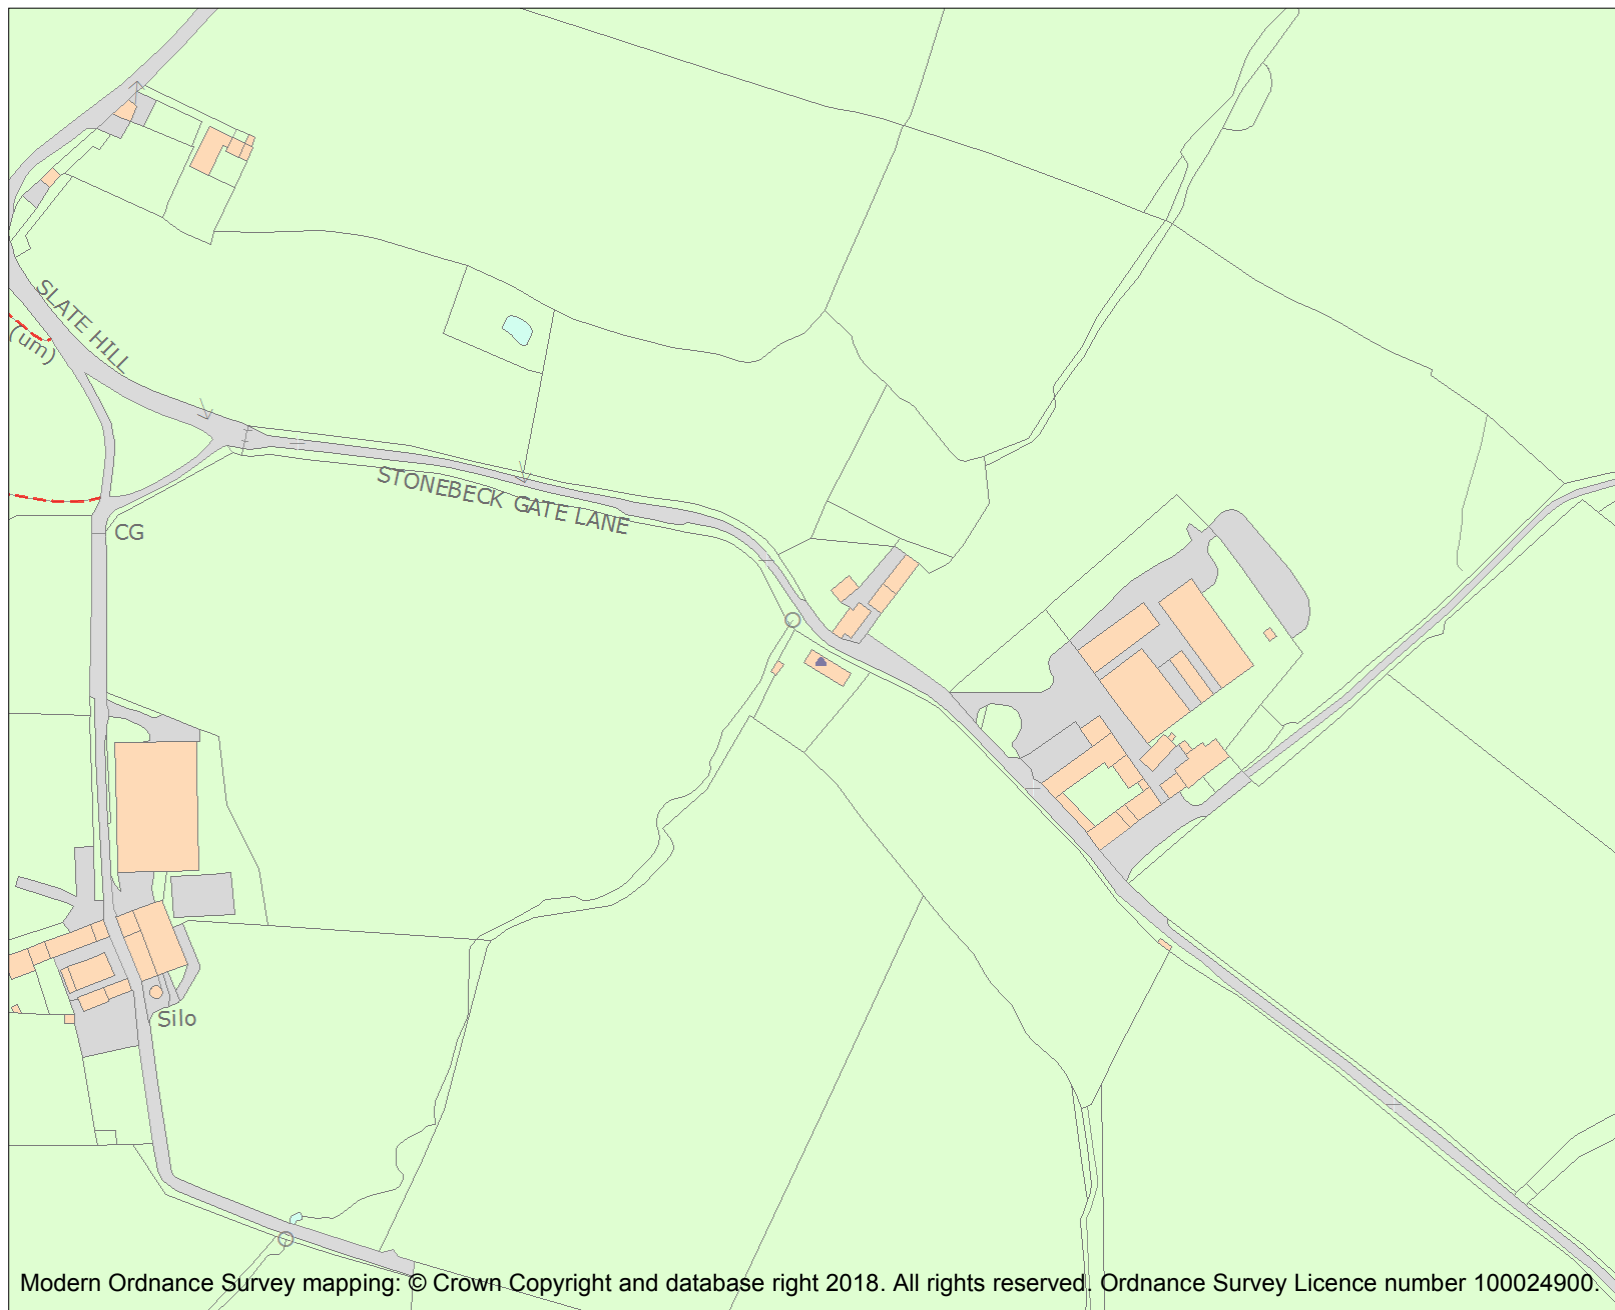 SLATE HILL
(um)
STONEBECK GATE LANE
CG
Silo
Modern Ordnance Survey mapping: © Crown Copyright and database right 2018. All rights reserved. Ordnance Survey Licence number 100024900.